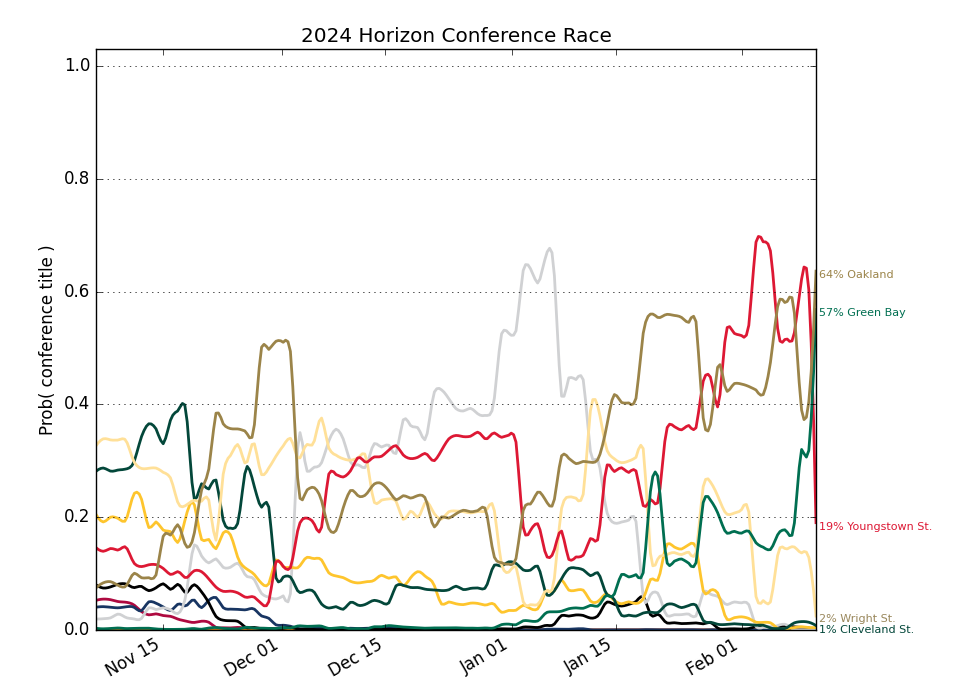 2024 Horizon Conference Race
Prob( conference title )
1.0
0.8
0.6
0.4
0.2
0.0
64% Oakland
57% Green Bay
19% Youngstown St.
2% Wright St.
1% Cleveland St.
Nov 15
Dec 01
Dec 15
Jan 01
Jan 15
Feb 01